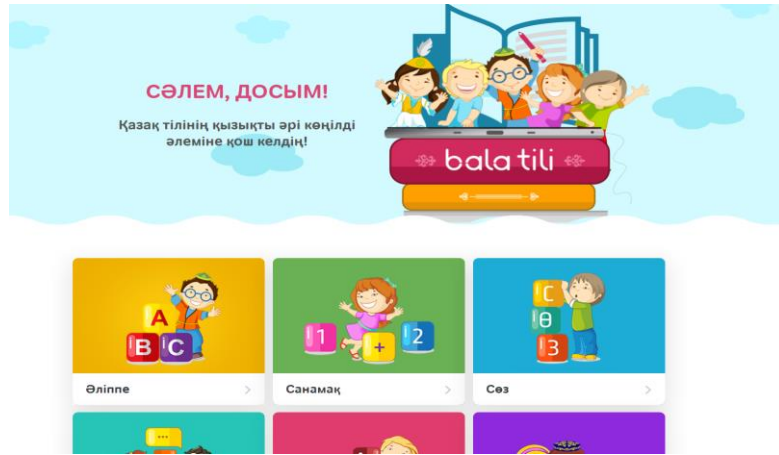 СӘЛЕМ, ДОСЫМ!
Қазақ тілінің қызықты әрі көңілді
әлеміне қош келдің!
bala tili
A
B C
1 + 2
С
Ө
З
Әліппе
Санамақ
Сөз
...